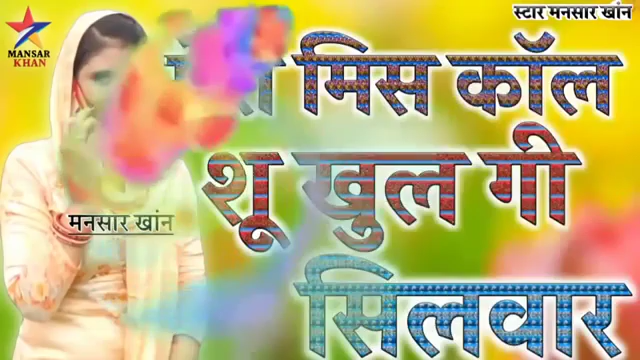 स्टार मनसार खांन
MANSAR
KHAN
मिस कॉल
शू खुल गी
मनसार खांन
सिलवार